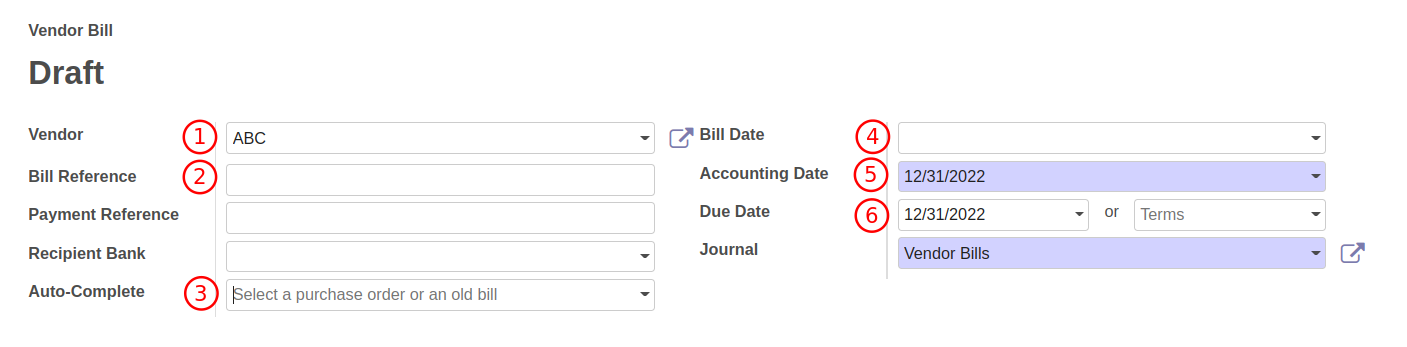 Vendor Bill
Draft
Vendor 1 ABC
Bill Reference 2
Payment Reference
Recipient Bank
Auto-Complete 3 Select a purchase order or an old bill
Bill Date 4
Accounting Date 5 12/31/2022
Due Date 6 12/31/2022 or Terms
Journal Vendor Bills